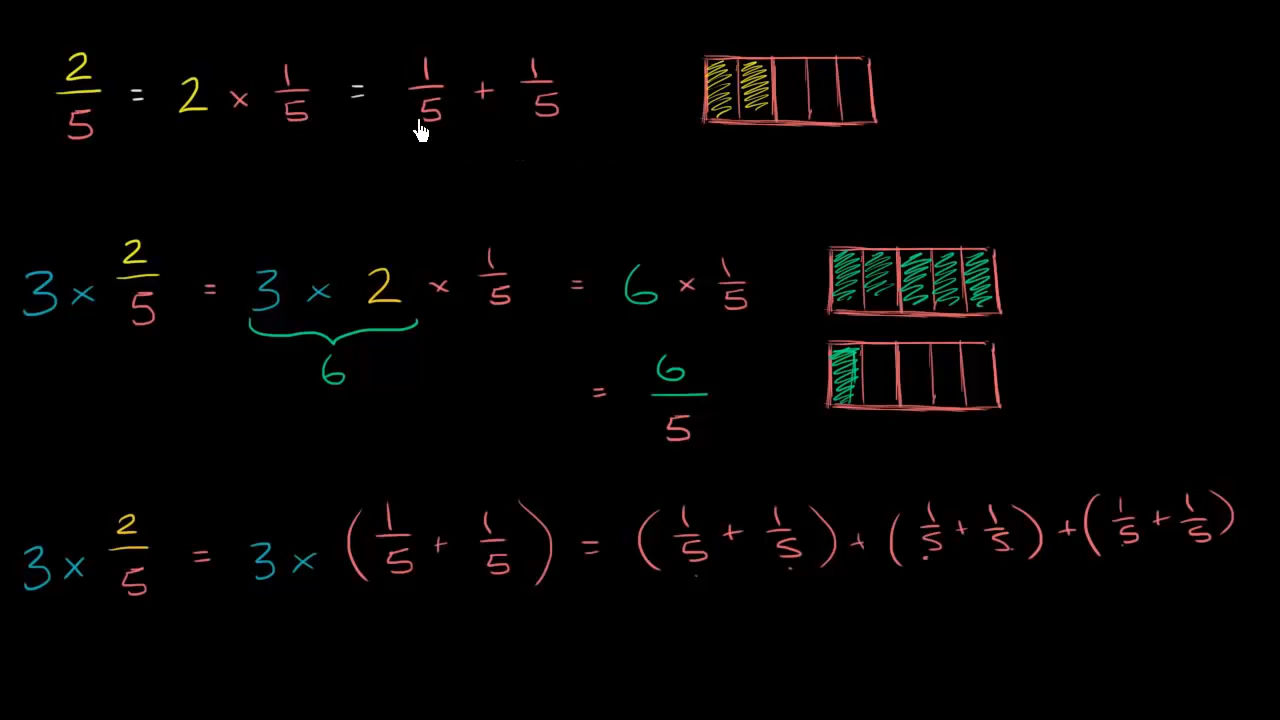 2/5 = 2 × 1/5 = 1/5 + 1/5
3 × 2/5 = 3 × 2 × 1/5 = 6 × 1/5
6
= 6/5
3 × 2/5 = 3 × (1/5 + 1/5) = (1/5 + 1/5) + (1/5 + 1/5) + (1/5 + 1/5)